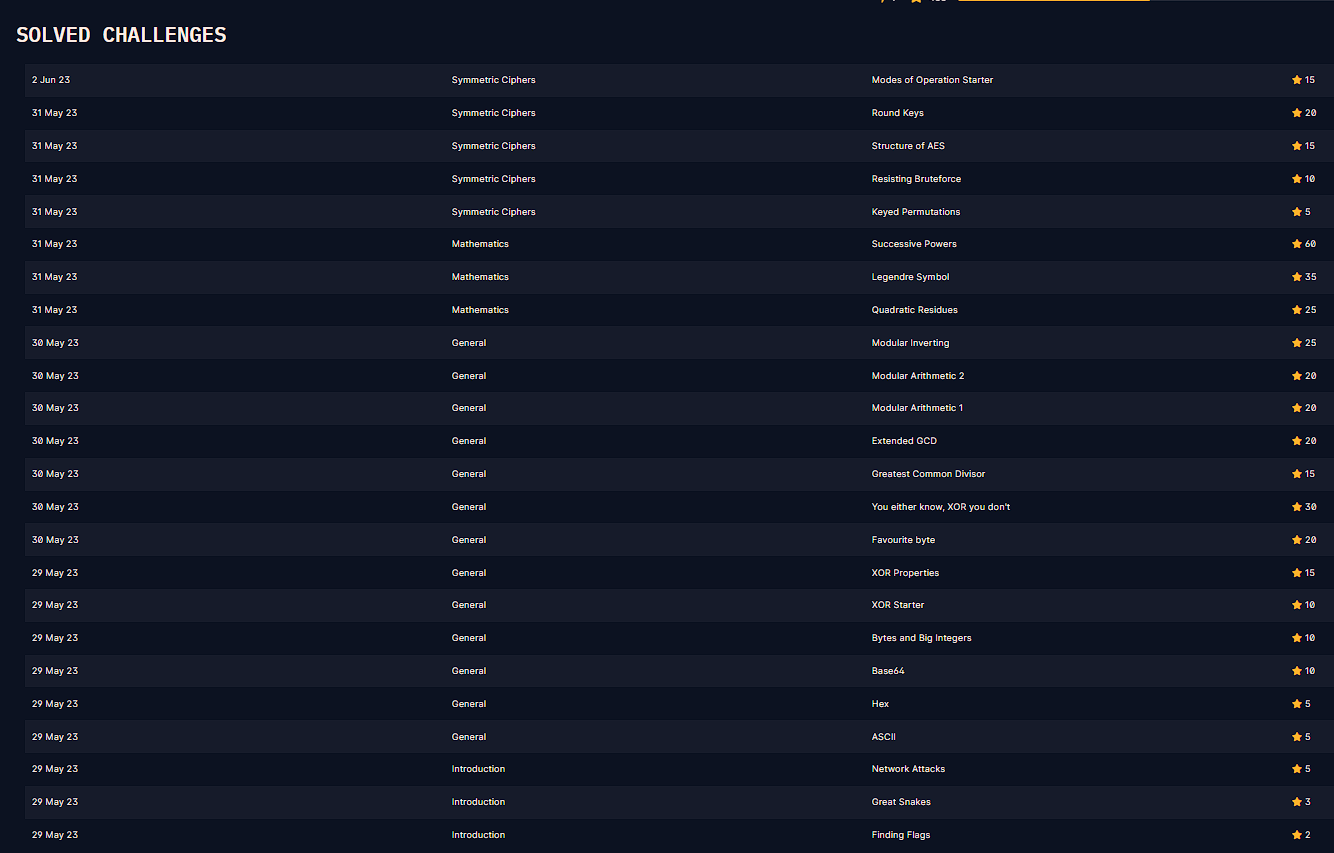 SOLVED CHALLENGES
2 Jun 23 Symmetric Ciphers Modes of Operation Starter 15
31 May 23 Symmetric Ciphers Round Keys 20
31 May 23 Symmetric Ciphers Structure of AES 15
31 May 23 Symmetric Ciphers Resisting Bruteforce 10
31 May 23 Symmetric Ciphers Keyed Permutations 5
31 May 23 Mathematics Successive Powers 60
31 May 23 Mathematics Legendre Symbol 35
31 May 23 Mathematics Quadratic Residues 25
30 May 23 General Modular Inverting 25
30 May 23 General Modular Arithmetic 2 20
30 May 23 General Modular Arithmetic 1 20
30 May 23 General Extended GCD 20
30 May 23 General Greatest Common Divisor 15
30 May 23 General You either know, XOR you don't 30
30 May 23 General Favourite byte 20
29 May 23 General XOR Properties 15
29 May 23 General XOR Starter 10
29 May 23 General Bytes and Big Integers 10
29 May 23 General Base64 10
29 May 23 General Hex 5
29 May 23 General ASCII 5
29 May 23 Introduction Network Attacks 5
29 May 23 Introduction Great Snakes 3
29 May 23 Introduction Finding Flags 2